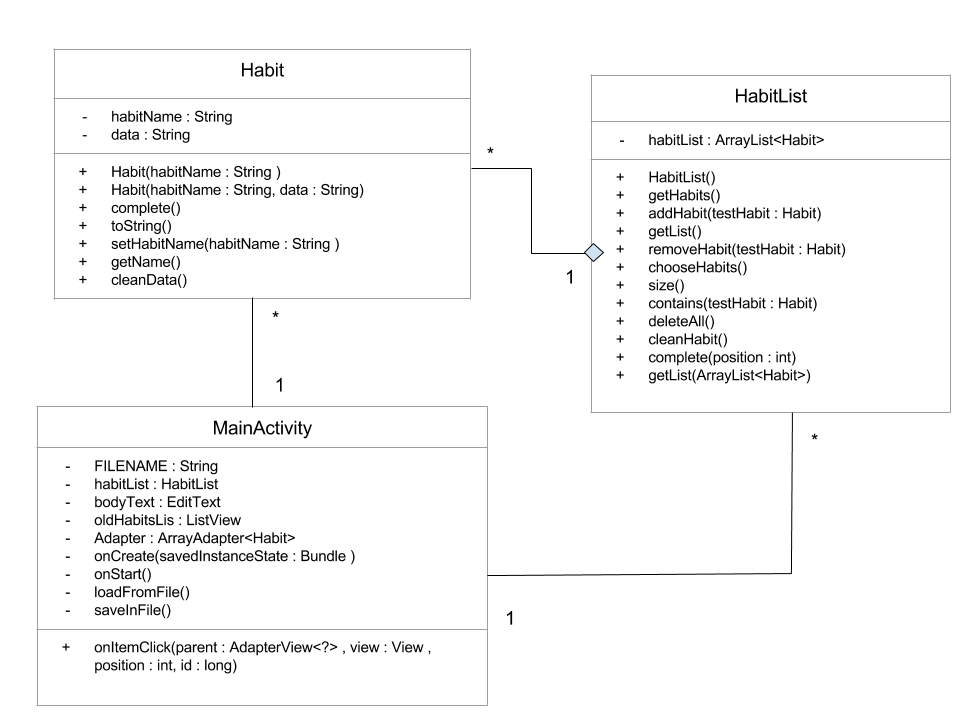 Habit
- habitName : String
- data : String
+ Habit(habitName : String )
+ Habit(habitName : String, data : String)
+ complete()
+ toString()
+ setHabitName(habitName : String )
+ getName()
+ cleanData()
HabitList
- habitList : ArrayList<Habit>
+ HabitList()
+ getHabits()
+ addHabit(testHabit : Habit)
+ getList()
+ removeHabit(testHabit : Habit)
+ chooseHabits()
+ size()
+ contains(testHabit : Habit)
+ deleteAll()
+ cleanHabit()
+ complete(position : int)
+ getList(ArrayList<Habit>)
*
1
*
1
MainActivity
- FILENAME : String
- habitList : HabitList
- bodyText : EditText
- oldHabitsLis : ListView
- Adapter : ArrayAdapter<Habit>
- onCreate(savedInstanceState : Bundle )
- onStart()
- loadFromFile()
- saveInFile()
+ onItemClick(parent : AdapterView<?> , view : View ,
position : int, id : long)
*
1